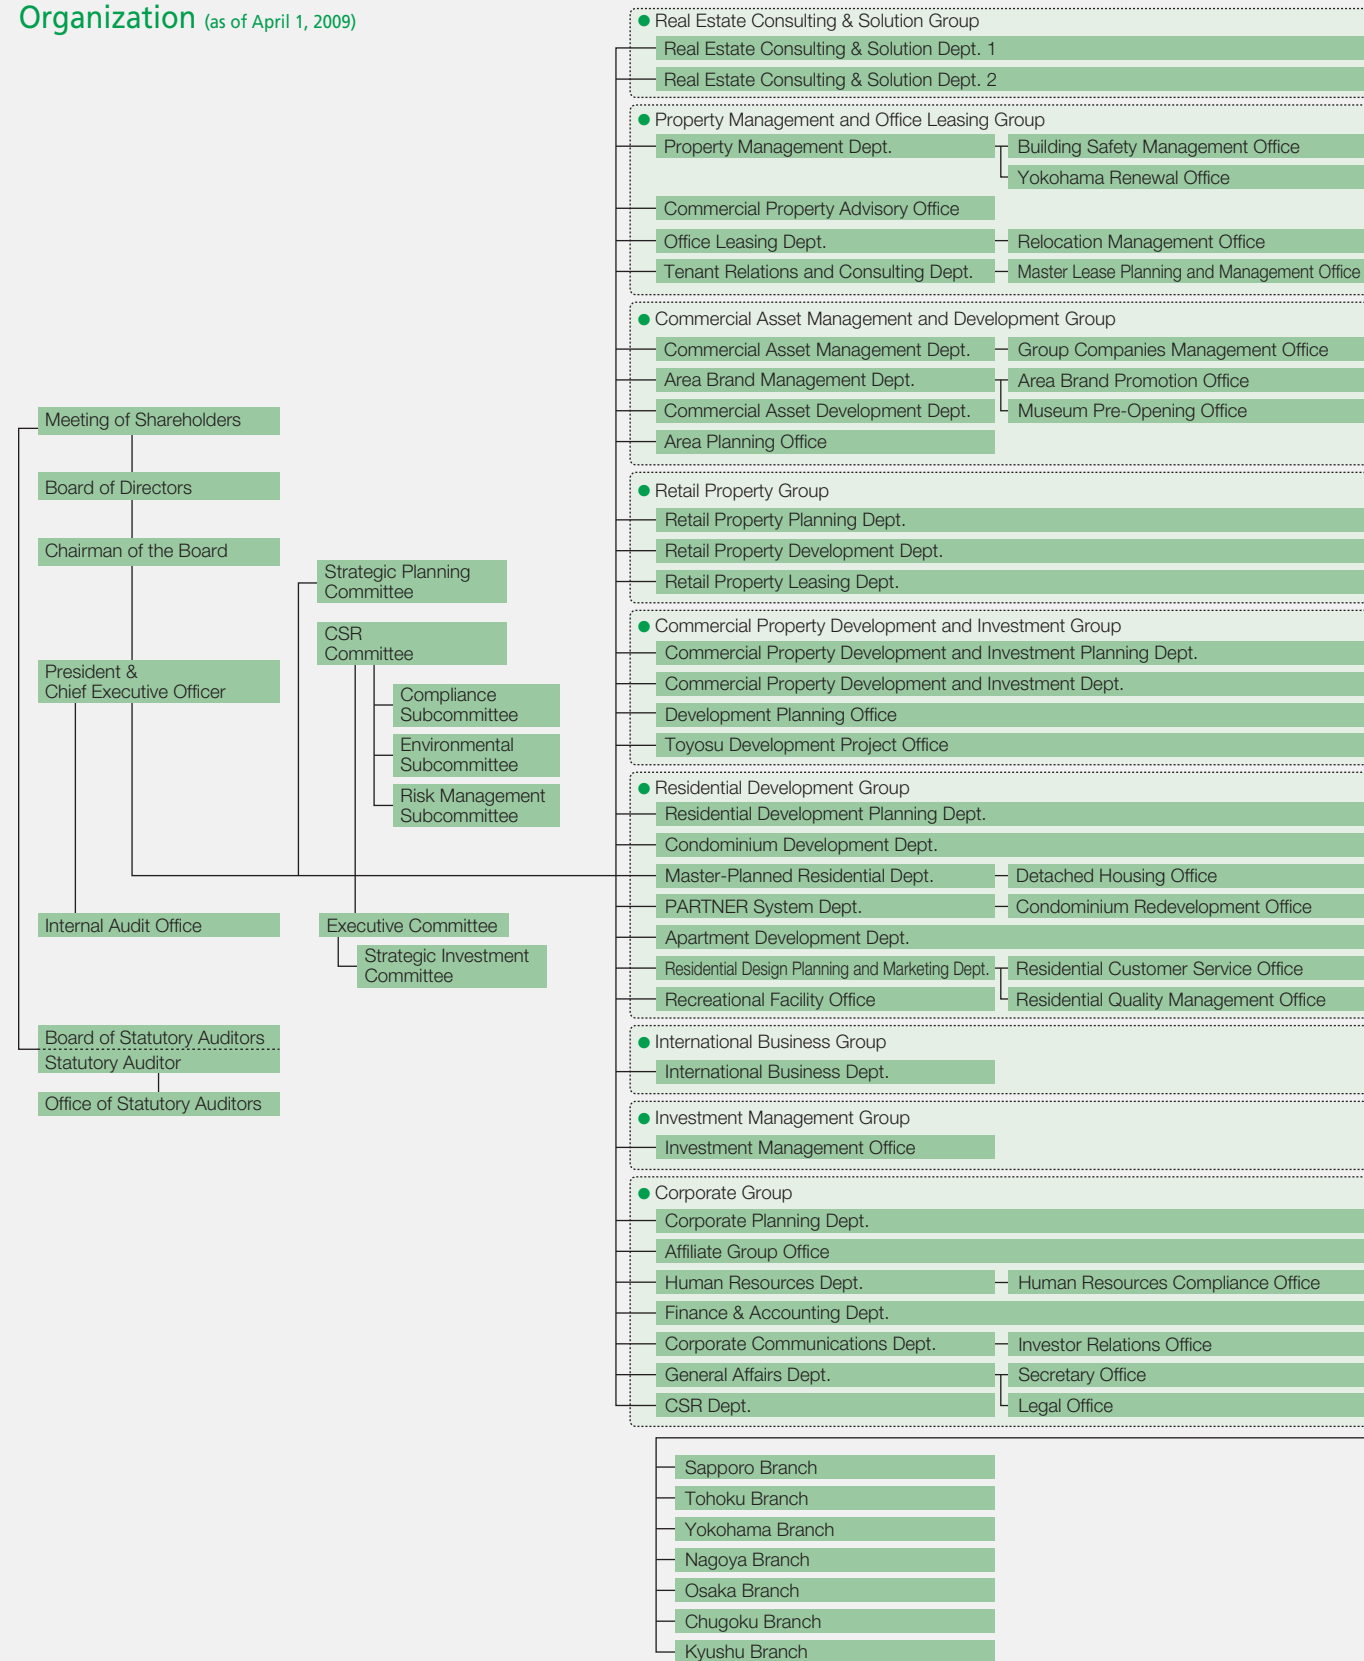 Organization (as of April 1, 2009)
Meeting of Shareholders
Board of Directors
Chairman of the Board
President &
Chief Executive Officer
Internal Audit Office
Board of Statutory Auditors
Statutory Auditor
Office of Statutory Auditors
Strategic Planning
Committee
CSR
Committee
Compliance
Subcommittee
Environmental
Subcommittee
Risk Management
Subcommittee
Executive Committee
Strategic Investment
Committee
Real Estate Consulting & Solution Group
Real Estate Consulting & Solution Dept. 1
Real Estate Consulting & Solution Dept. 2
Property Management and Office Leasing Group
Property Management Dept.
Building Safety Management Office
Yokohama Renewal Office
Commercial Property Advisory Office
Office Leasing Dept.
Relocation Management Office
Tenant Relations and Consulting Dept.
Master Lease Planning and Management Office
Commercial Asset Management and Development Group
Commercial Asset Management Dept.
Group Companies Management Office
Area Brand Management Dept.
Area Brand Promotion Office
Commercial Asset Development Dept.
Museum Pre-Opening Office
Area Planning Office
Retail Property Group
Retail Property Planning Dept.
Retail Property Development Dept.
Retail Property Leasing Dept.
Commercial Property Development and Investment Group
Commercial Property Development and Investment Planning Dept.
Commercial Property Development and Investment Dept.
Development Planning Office
Toyosu Development Project Office
Residential Development Group
Residential Development Planning Dept.
Condominium Development Dept.
Master-Planned Residential Dept.
Detached Housing Office
PARTNER System Dept.
Condominium Redevelopment Office
Apartment Development Dept.
Residential Design Planning and Marketing Dept.
Residential Customer Service Office
Recreational Facility Office
Residential Quality Management Office
International Business Group
International Business Dept.
Investment Management Group
Investment Management Office
Corporate Group
Corporate Planning Dept.
Affiliate Group Office
Human Resources Dept.
Human Resources Compliance Office
Finance & Accounting Dept.
Corporate Communications Dept.
Investor Relations Office
General Affairs Dept.
Secretary Office
CSR Dept.
Legal Office
Sapporo Branch
Tohoku Branch
Yokohama Branch
Nagoya Branch
Osaka Branch
Chugoku Branch
Kyushu Branch